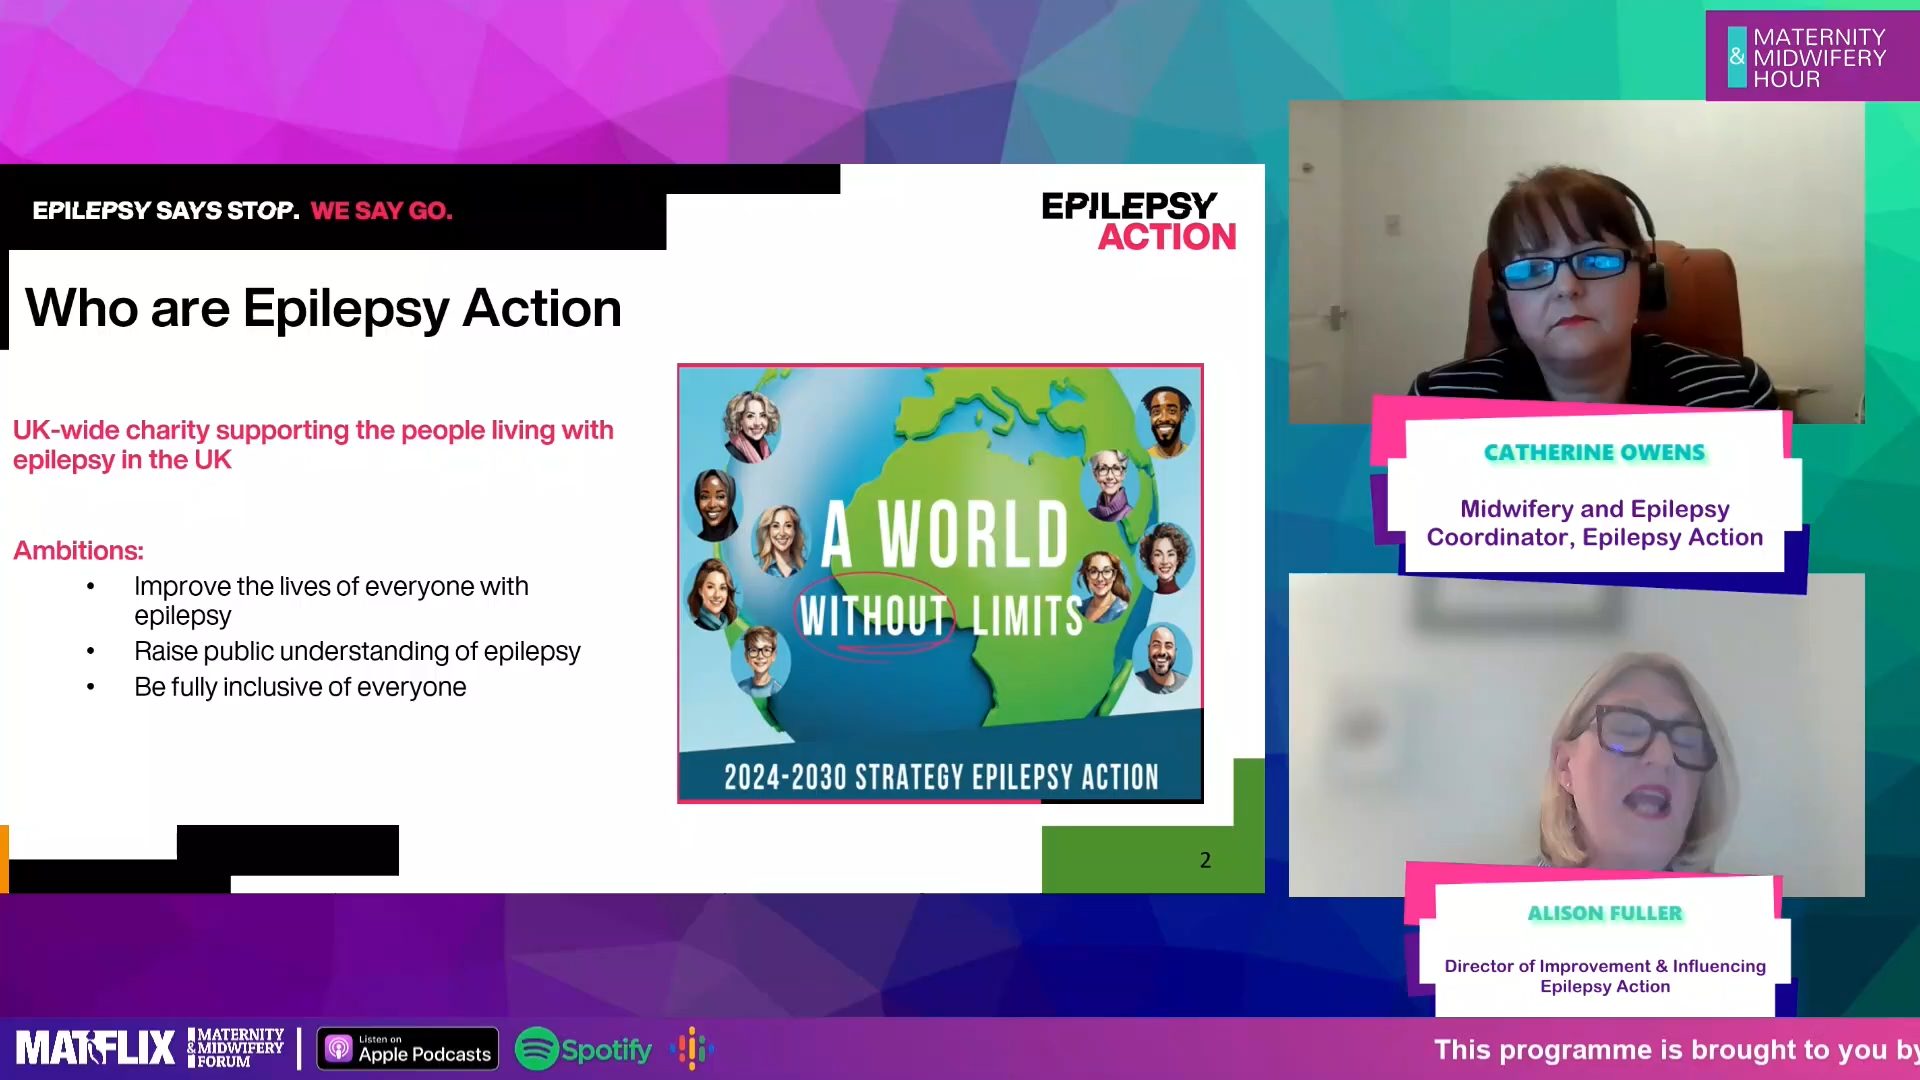 & MATERNITY
MIDWIFERY
HOUR
EPILEPSY SAYS STOP. WE SAY GO.
EPILEPSY
ACTION
Who are Epilepsy Action
UK-wide charity supporting the people living with
epilepsy in the UK
Ambitions:
• Improve the lives of everyone with
epilepsy
• Raise public understanding of epilepsy
• Be fully inclusive of everyone
A WORLD
WITHOUT LIMITS
2024-2030 STRATEGY EPILEPSY ACTION
2
CATHERINE OWENS
Midwifery and Epilepsy
Coordinator, Epilepsy Action
ALISON FULLER
Director of Improvement & Influencing
Epilepsy Action
MATFLIX
MATERNITY
& MIDWIFERY
FORUM
Listen on
Apple Podcasts
Spotify
This programme is brought to you by